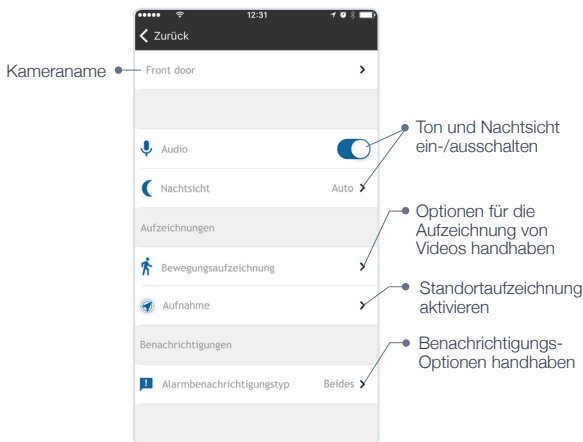 12:31
Zurück
Kameraname
Front door
Audio
Ton und Nachtsicht
ein-/ausschalten
Nachtsicht
Auto
Aufzeichnungen
Optionen für die
Aufzeichnung von
Videos handhaben
Bewegungsaufzeichnung
Aufnahme
Standortaufzeichnung
aktivieren
Benachrichtigungen
Benachrichtigungs-
Optionen handhaben
Alarmbenachrichtigungstyp
Beides